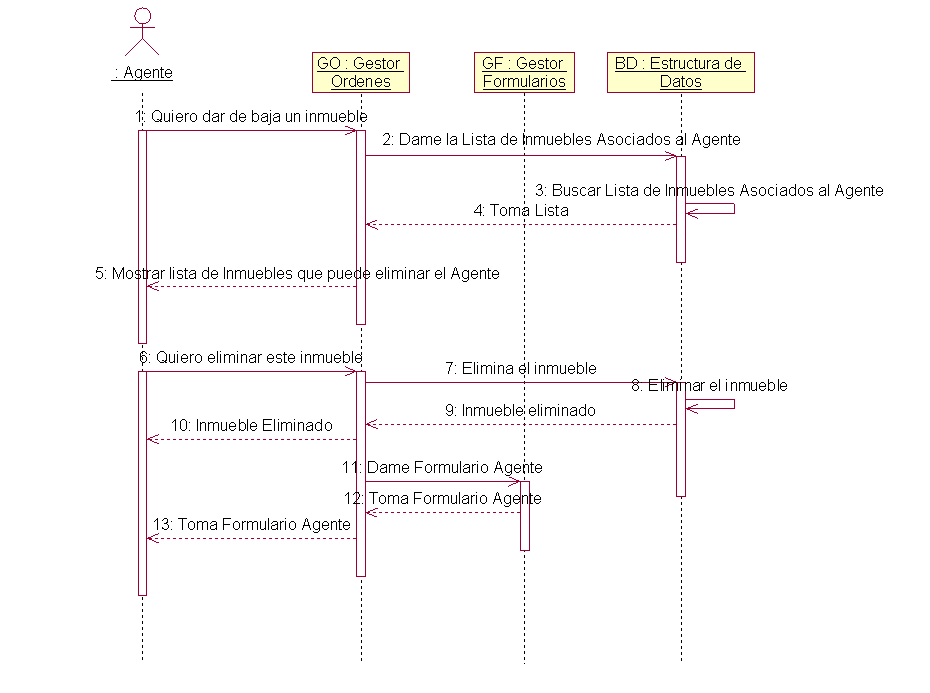 : Agente
GO : Gestor
Ordenes
GF : Gestor
Formularios
BD : Estructura de
Datos
1: Quiero dar de baja un inmueble
2: Dame la Lista de Inmuebles Asociados al Agente
3: Buscar Lista de Inmuebles Asociados al Agente
4: Toma Lista
5: Mostrar lista de Inmuebles que puede eliminar el Agente
6: Quiero eliminar este inmueble
7: Elimina el inmueble
8: Eliminar el inmueble
9: Inmueble eliminado
10: Inmueble Eliminado
11: Dame Formulario Agente
12: Toma Formulario Agente
13: Toma Formulario Agente